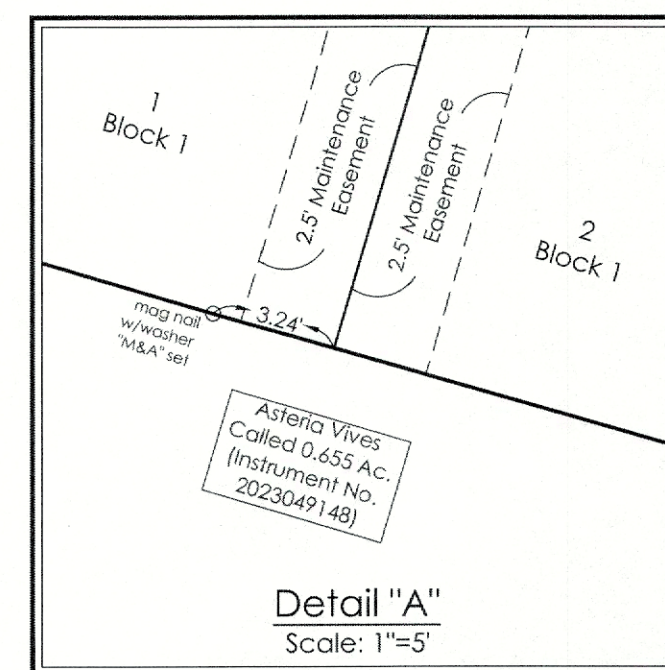 1
Block 1
2.5' Maintenance
Easement
2.5' Maintenance
Easement
2
Block 1
mag nail
w/washer
"M&A" set
3.24'
Asteria Vives
Called 0.655 Ac.
(Instrument No.
2023049148)
Detail "A"
Scale: 1"=5'